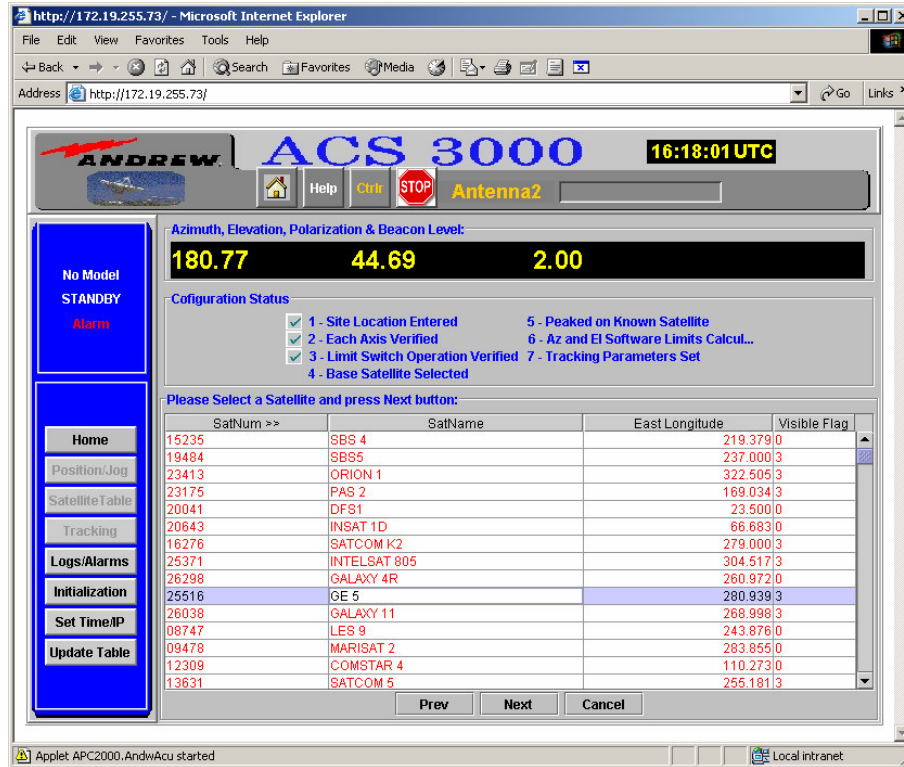 http://172.19.255.73/ - Microsoft Internet Explorer
File Edit View Favorites Tools Help
Back Search Favorites Media
Address http://172.19.255.73/ Go Links
ANDREW. ACS 3000 16:18:01 UTC
Help Ctrlr STOP Antenna2
Azimuth, Elevation, Polarization & Beacon Level:
180.77 44.69 2.00
No Model
STANDBY
Alarm
Cofiguration Status
1 - Site Location Entered 5 - Peaked on Known Satellite
2 - Each Axis Verified 6 - Az and El Software Limits Calcul...
3 - Limit Switch Operation Verified 7 - Tracking Parameters Set
4 - Base Satellite Selected
Home
Position/Jog
SatelliteTable
Tracking
Logs/Alarms
Initialization
Set Time/IP
Update Table
Please Select a Satellite and press Next button:
SatNum >> SatName East Longitude Visible Flag
15235 SBS 4 219.379 0
19484 SBS5 237.000 3
23413 ORION 1 322.505 3
23175 PAS 2 169.034 3
20041 DFS1 23.500 0
20643 INSAT 1D 66.683 0
16276 SATCOM K2 279.000 3
25371 INTELSAT 805 304.517 3
26298 GALAXY 4R 260.972 0
25516 GE 5 280.939 3
26038 GALAXY 11 268.998 3
08747 LES 9 243.876 0
09478 MARISAT 2 283.855 0
12309 COMSTAR 4 110.273 0
13631 SATCOM 5 255.181 3
Prev Next Cancel
Applet APC2000.AndwAcu started Local intranet